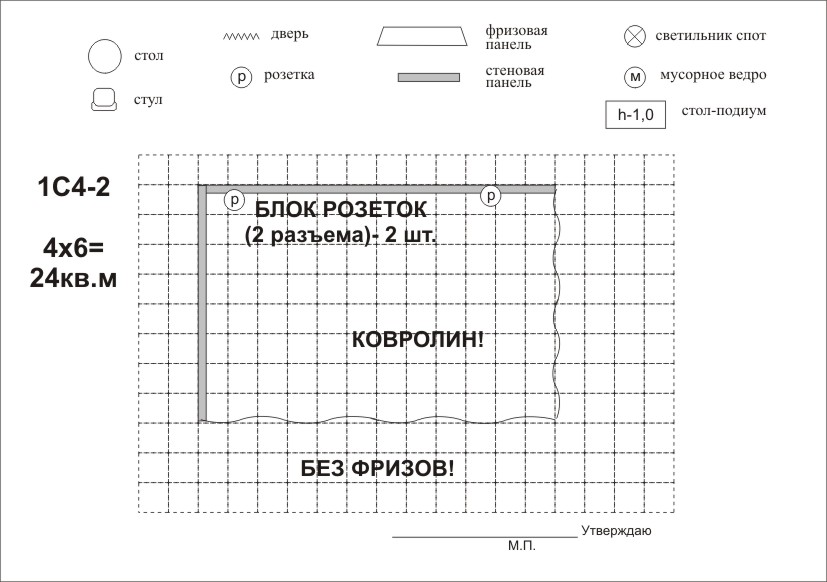 стол
стул
дверь
р розетка
фризовая
панель
стеновая
панель
светильник спот
м мусорное ведро
h-1,0 стол-подиум
1С4-2
4х6=
24кв.м
р
р
БЛОК РОЗЕТОК
(2 разъема)- 2 шт.
КОВРОЛИН!
БЕЗ ФРИЗОВ!
Утверждаю
М.П.